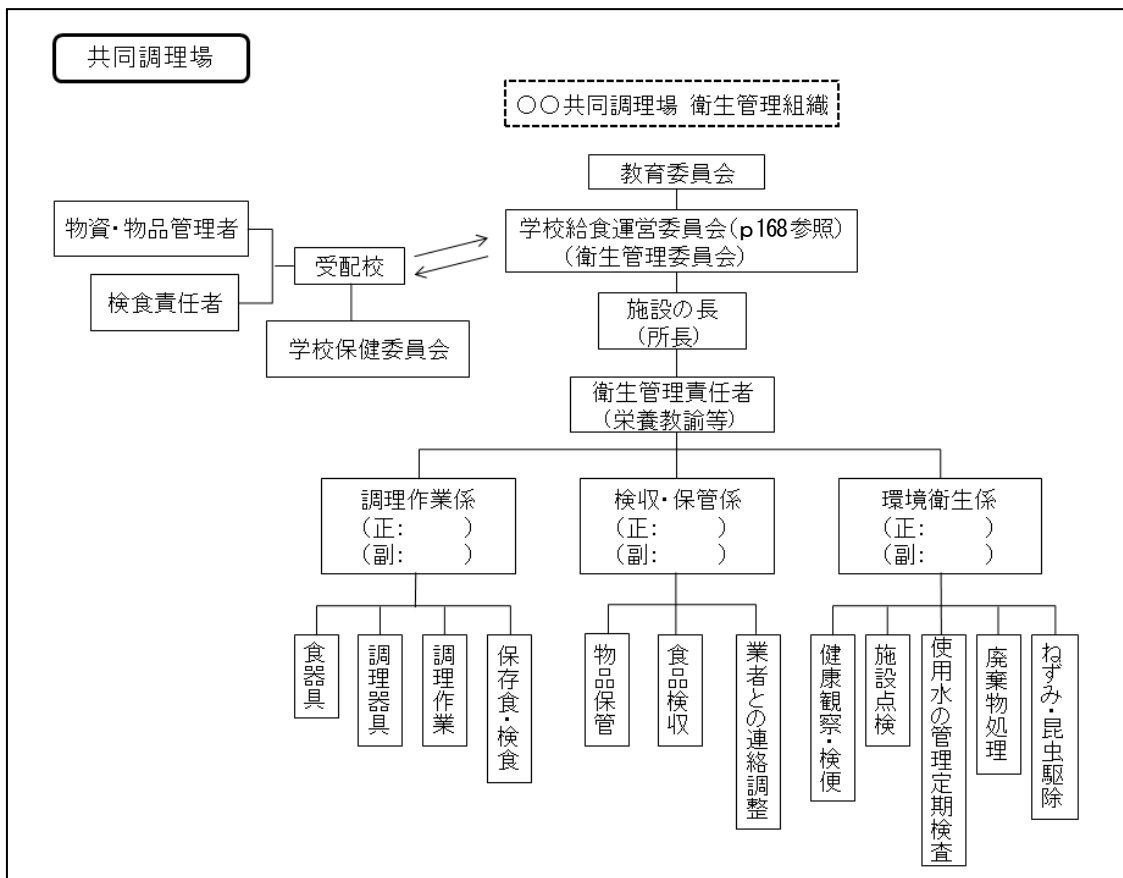 共同調理場
○○共同調理場 衛生管理組織
教育委員会
学校給食運営委員会(p168参照)
(衛生管理委員会)
物資・物品管理者
検食責任者
受配校
学校保健委員会
施設の長
(所長)
衛生管理責任者
(栄養教諭等)
調理作業係
(正: )
(副: )
検収・保管係
(正: )
(副: )
環境衛生係
(正: )
(副: )
食器具
調理器具
調理作業
保存食・検食
物品保管
食品検収
業者との連絡調整
健康観察・検便
施設点検
使用水の管理定期検査
廃棄物処理
ねずみ・昆虫駆除